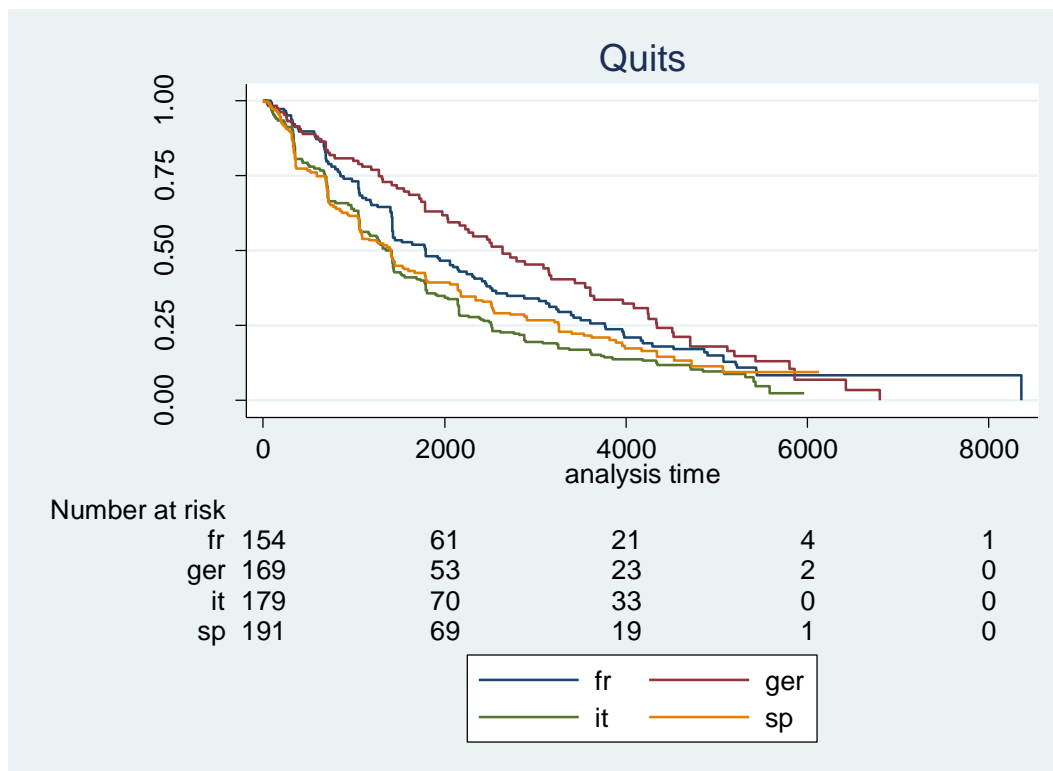 Quits
1.00
0.75
0.50
0.25
0.00
0 2000 4000 6000 8000
analysis time
Number at risk
fr 154 61 21 4 1
ger 169 53 23 2 0
it 179 70 33 0 0
sp 191 69 19 1 0
fr ger
it sp